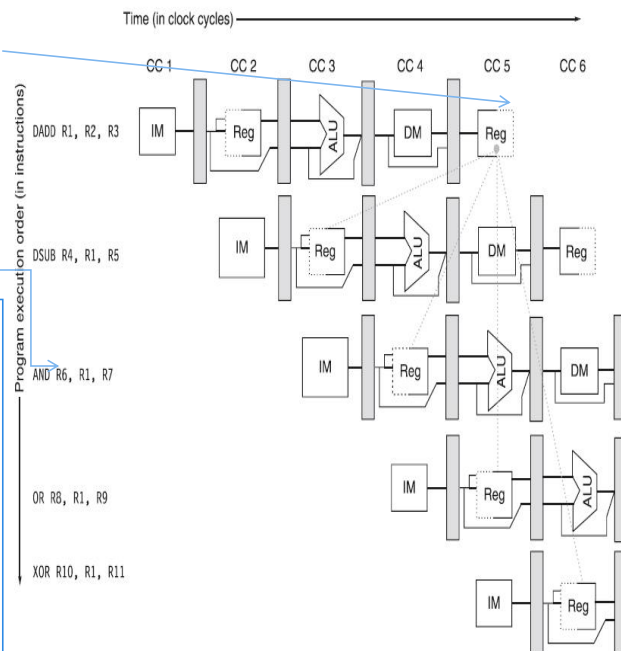 Time (in clock cycles)
CC 1 CC 2 CC 3 CC 4 CC 5 CC 6
Program execution order (in instructions)
DADD R1, R2, R3 IM Reg ALU DM Reg
DSUB R4, R1, R5 IM Reg ALU DM Reg
AND R6, R1, R7 IM Reg ALU DM
OR R8, R1, R9 IM Reg ALU
XOR R10, R1, R11 IM Reg